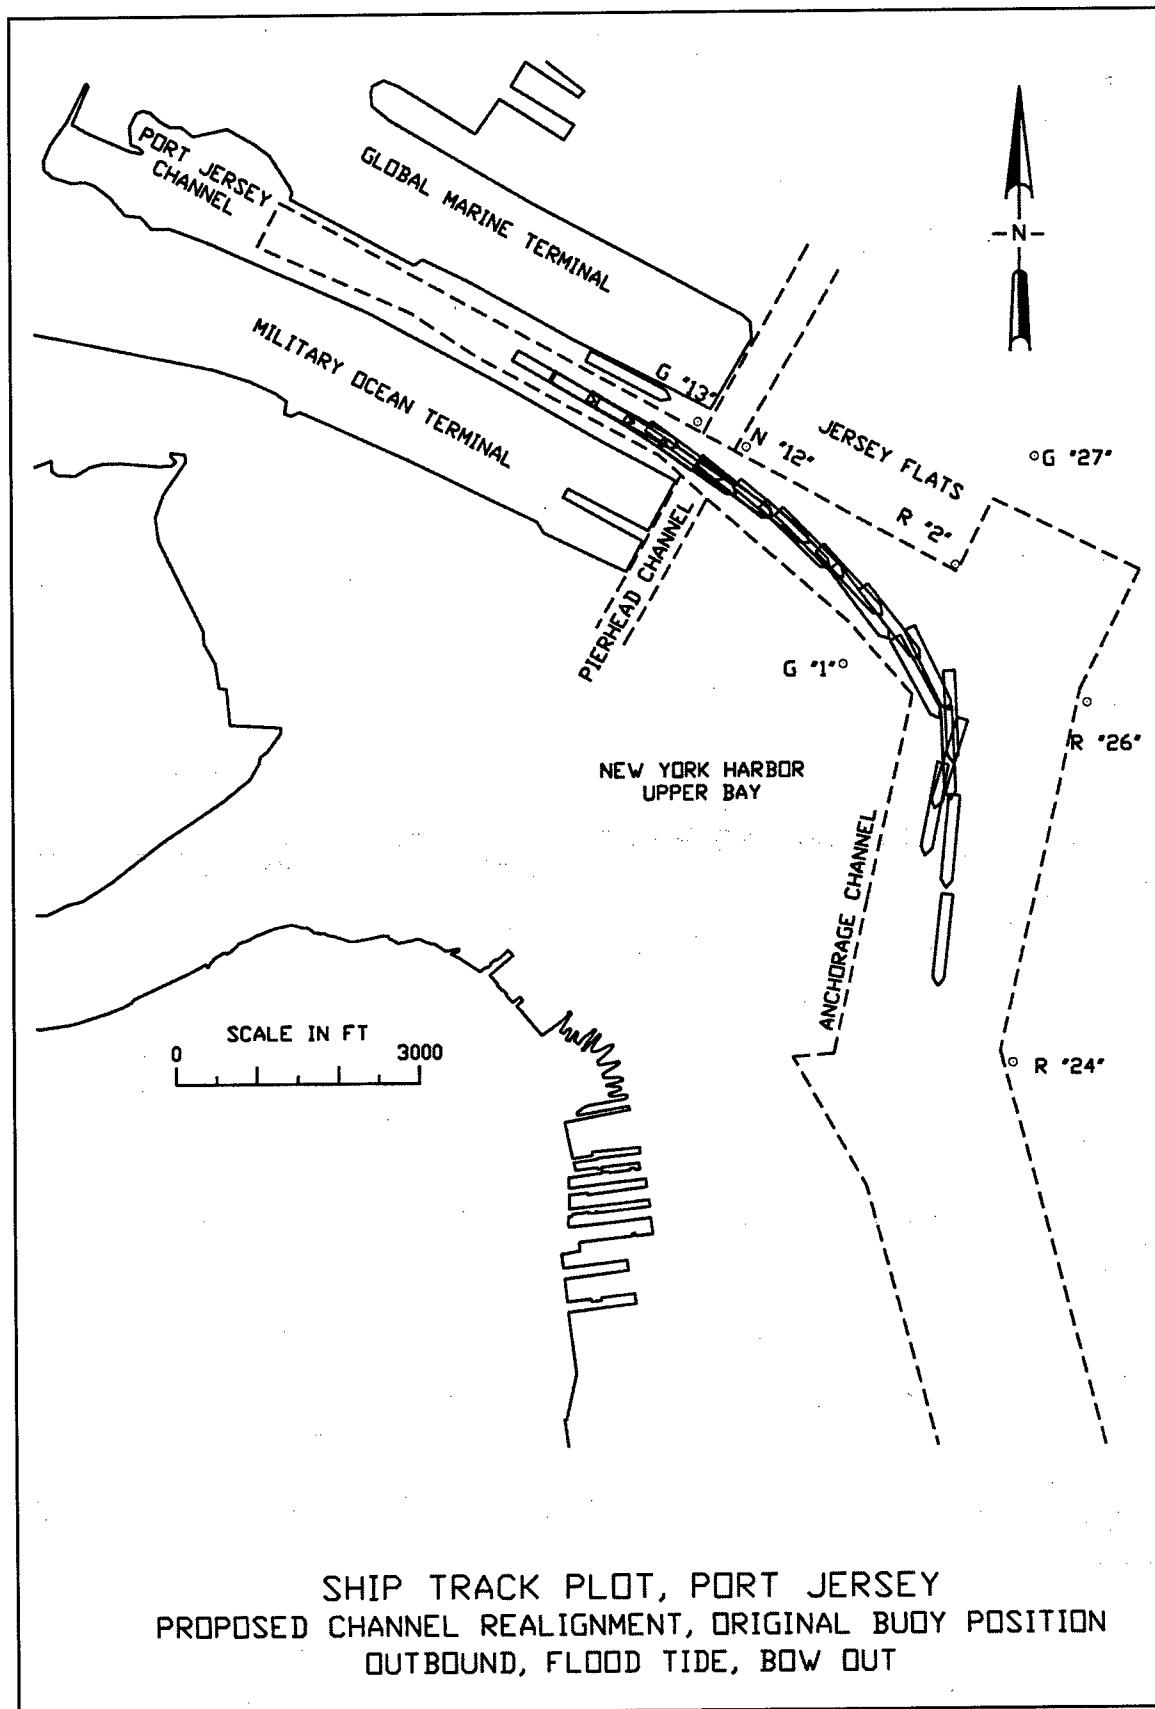 PORT JERSEY
CHANNEL
GLOBAL MARINE TERMINAL
-N-
MILITARY OCEAN TERMINAL
G "13"
N "12"
JERSEY FLATS
G "27"
R "2"
PIERHEAD CHANNEL
G "1"
R "26"
NEW YORK HARBOR
UPPER BAY
ANCHORAGE CHANNEL
SCALE IN FT
0 3000
R "24"
SHIP TRACK PLOT, PORT JERSEY
PROPOSED CHANNEL REALIGNMENT, ORIGINAL BUOY POSITION
OUTBOUND, FLOOD TIDE, BOW OUT